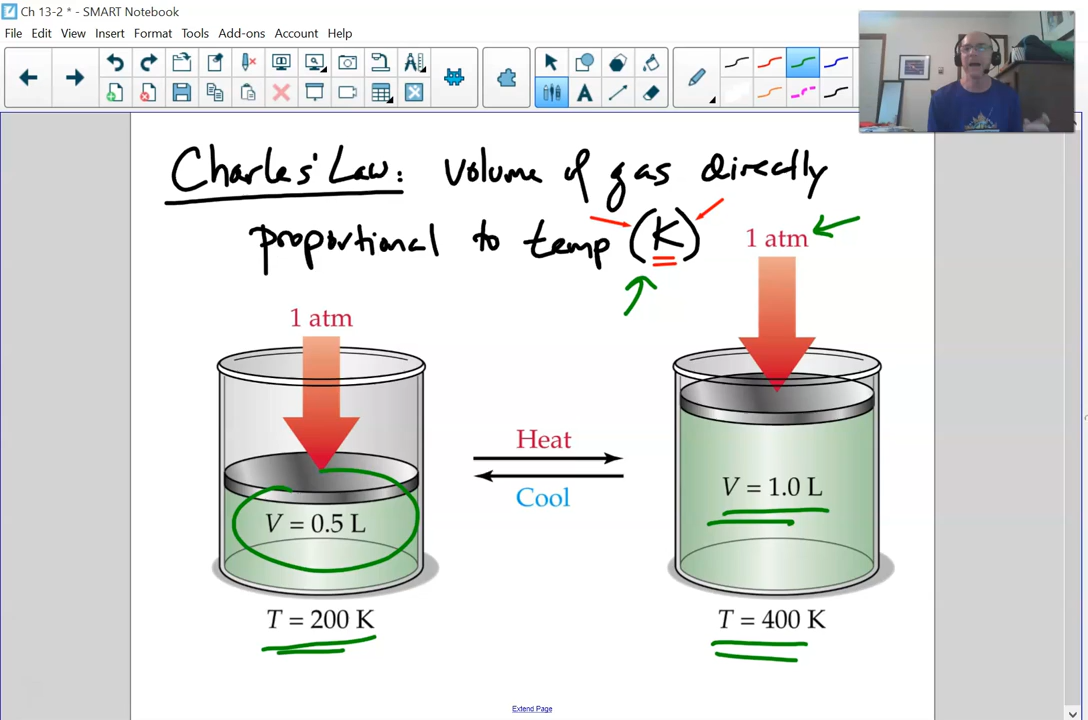 Ch 13-2 * - SMART Notebook
File Edit View Insert Format Tools Add-ons Account Help
Charles' Law: Volume of gas directly
proportional to temp (K)
1 atm
1 atm
Heat
Cool
V = 0.5 L
V = 1.0 L
T = 200 K
T = 400 K
Extend Page